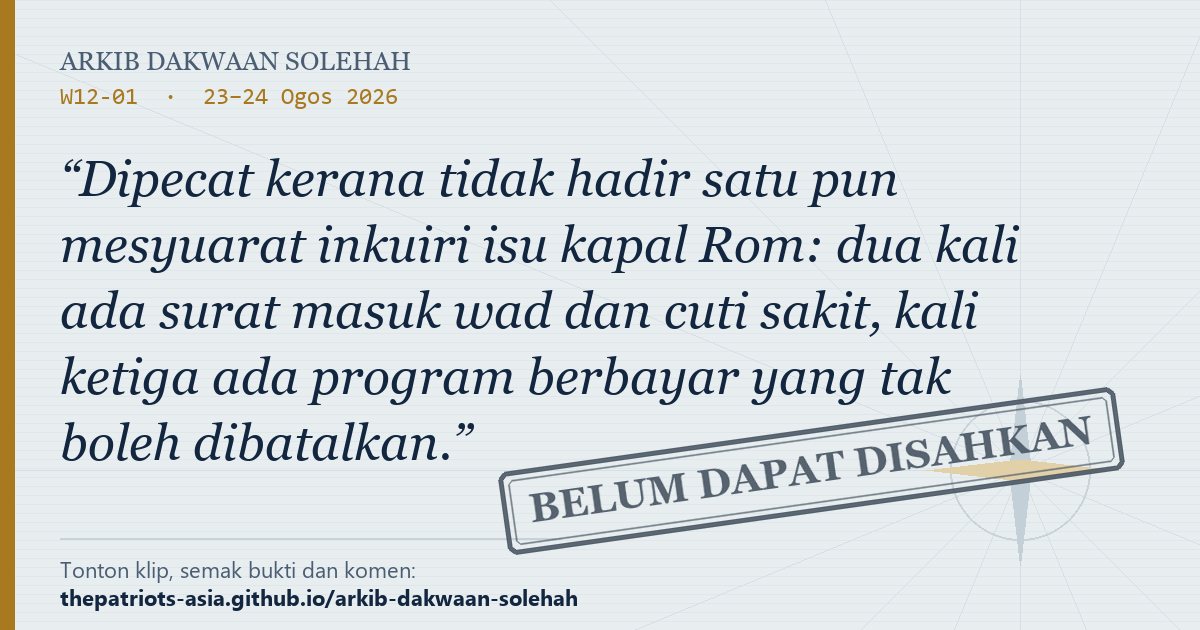 ARKIB DAKWAAN SOLEHAH
W12-01 · 23–24 Ogos 2026
“Dipecat kerana tidak hadir satu pun
mesyuarat inkuiri isu kapal Rom: dua kali
ada surat masuk wad dan cuti sakit, kali
ketiga ada program berbayar yang tak
boleh dibatalkan.”
BELUM DAPAT DISAHKAN
Tonton klip, semak bukti dan komen:
thepatriots-asia.github.io/arkib-dakwaan-solehah